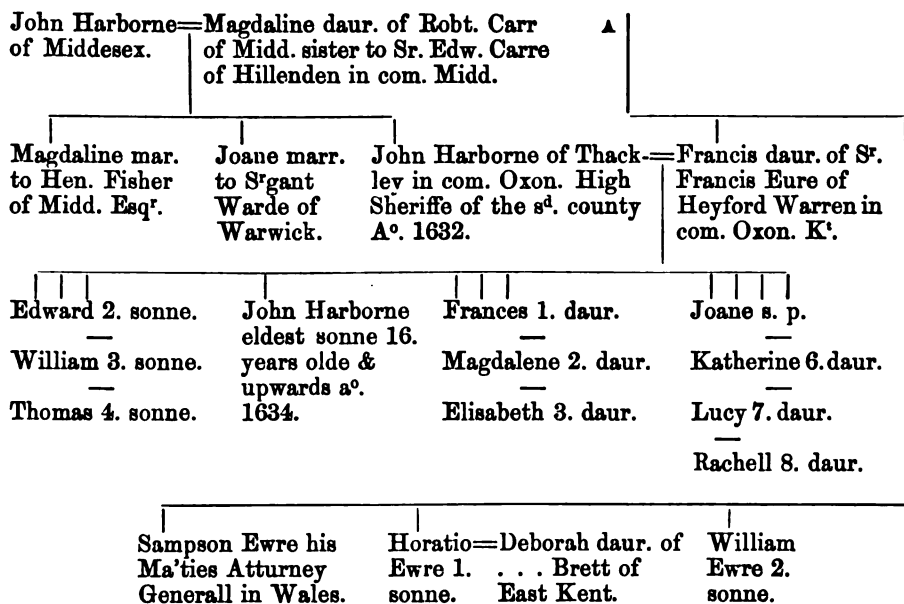 John Harborne=Magdaline daur. of Robt. Carr
of Middesex.
of Midd. sister to Sr. Edw. Carre
of Hillenden in com. Midd.
A
Magdaline mar.
to Hen. Fisher
of Midd. Esqʳ.
Joane marr.
to Sʳgant
Warde of
Warwick.
John Harborne of Thack-=Francis daur. of Sʳ.
ley in com. Oxon. High
Sheriffe of the sᵈ. county
Aᵒ. 1632.
Francis Eure of
Heyford Warren in
com. Oxon. Kᵗ.
Edward 2. sonne.
William 3. sonne.
Thomas 4. sonne.
John Harborne
eldest sonne 16.
years olde &
upwards aᵒ.
1634.
Frances 1. daur.
Magdalene 2. daur.
Elisabeth 3. daur.
Joane s. p.
Katherine 6. daur.
Lucy 7. daur.
Rachell 8. daur.
Sampson Ewre his
Ma'ties Atturney
Generall in Wales.
Horatio=Deborah daur. of
Ewre 1.
sonne.
. . . Brett of
East Kent.
William
Ewre 2.
sonne.